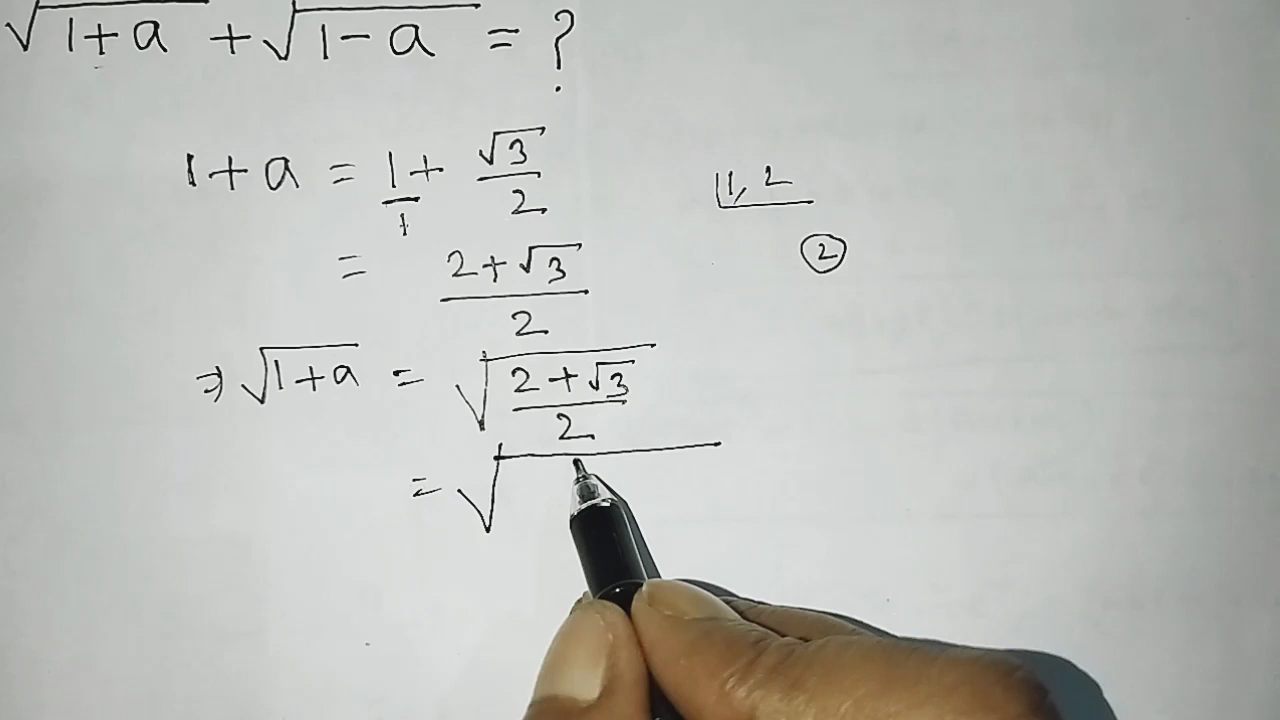 √1+a + √1-a = ?
1+a = 1/1 + √3/2
1, 2
= 2+√3/2
2
⇒ √1+a = √2+√3/2
= √